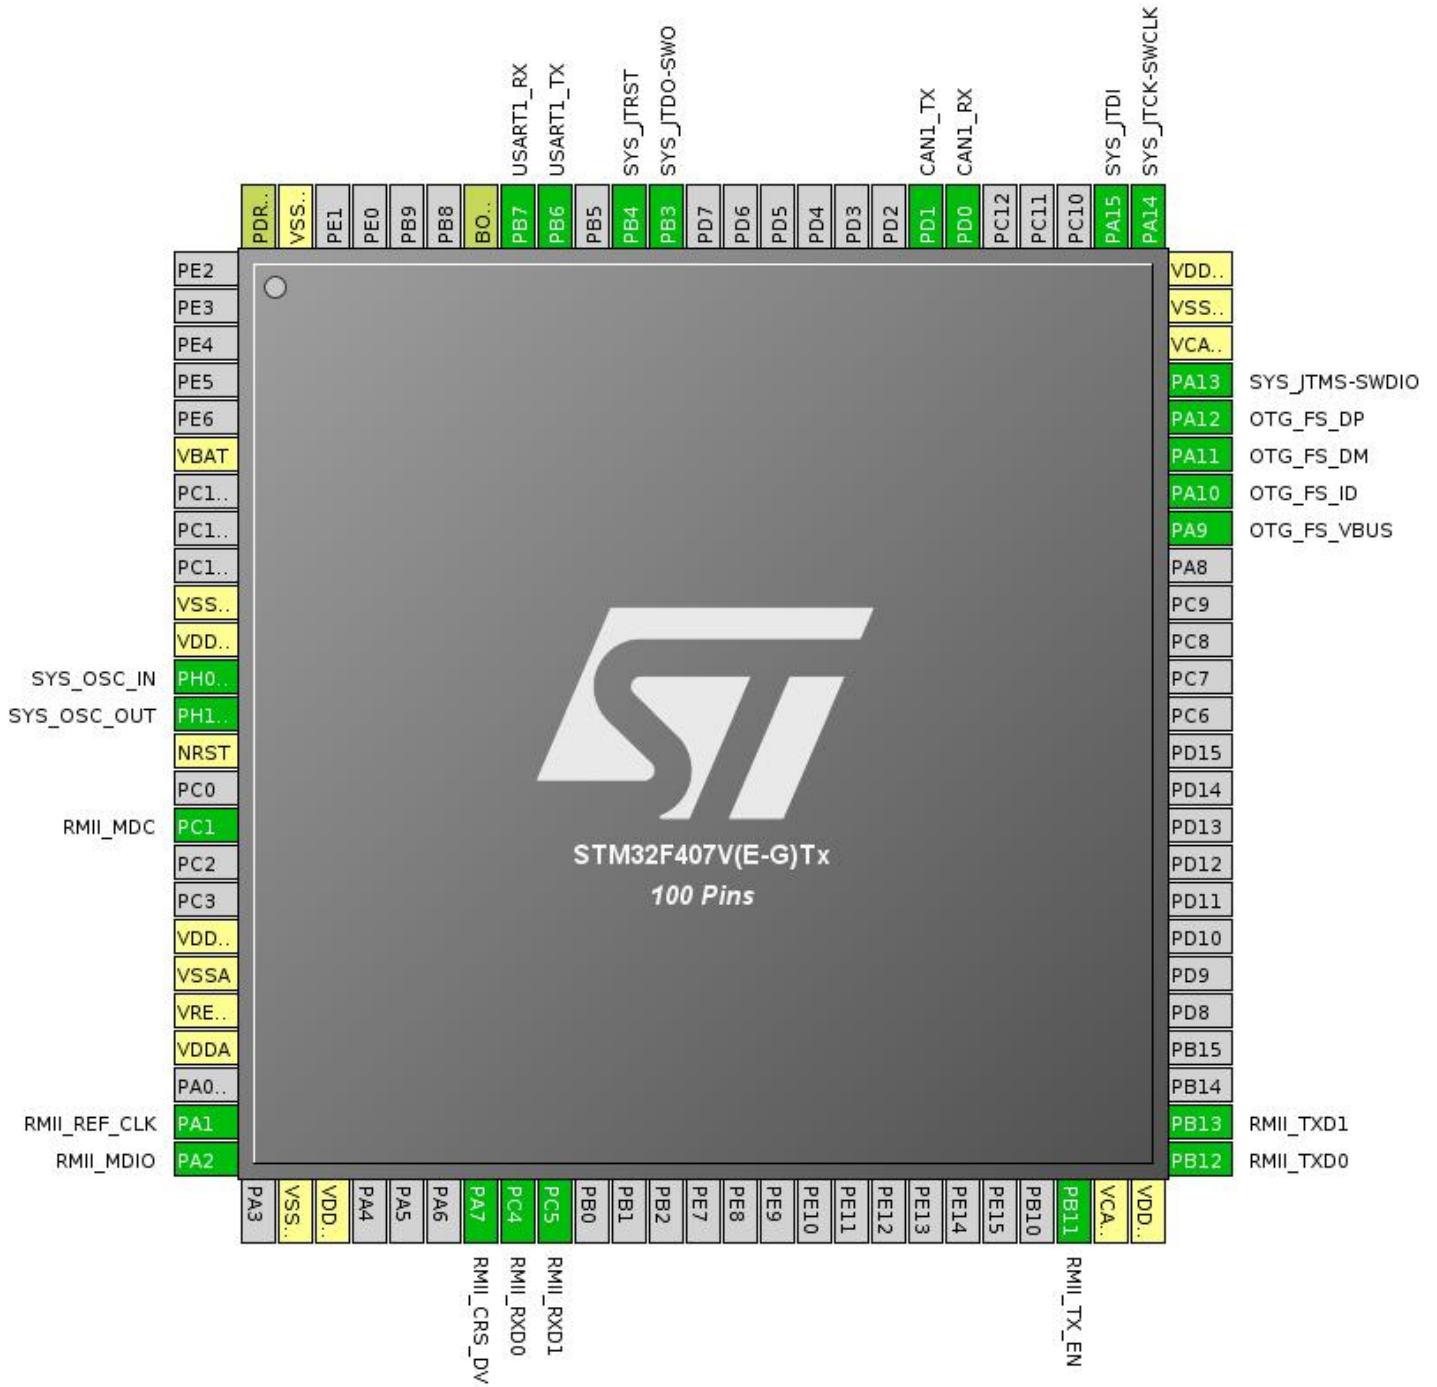 USART1_RX
USART1_TX
SYS_JTRST
SYS_JTDO-SWO
CAN1_TX
CAN1_RX
SYS_JTDI
SYS_JTCK-SWCLK
PDR..
VSS..
PE1
PE0
PB9
PB8
BO..
PB7
PB6
PB5
PB4
PB3
PD7
PD6
PD5
PD4
PD3
PD2
PD1
PD0
PC12
PC11
PC10
PA15
PA14
PE2
PE3
PE4
PE5
PE6
VBAT
PC1..
PC1..
PC1..
VSS..
VDD..
SYS_OSC_IN PH0..
SYS_OSC_OUT PH1..
NRST
PC0
RMII_MDC PC1
PC2
PC3
VDD..
VSSA
VRE..
VDDA
PA0..
RMII_REF_CLK PA1
RMII_MDIO PA2
ST
STM32F407V(E-G)Tx
100 Pins
VDD..
VSS..
VCA..
PA13 SYS_JTMS-SWDIO
PA12 OTG_FS_DP
PA11 OTG_FS_DM
PA10 OTG_FS_ID
PA9 OTG_FS_VBUS
PA8
PC9
PC8
PC7
PC6
PD15
PD14
PD13
PD12
PD11
PD10
PD9
PD8
PB15
PB14
PB13 RMII_TXD1
PB12 RMII_TXD0
PA3
VSS..
VDD..
PA4
PA5
PA6
PA7
PC4
PC5
PB0
PB1
PB2
PE7
PE8
PE9
PE10
PE11
PE12
PE13
PE14
PE15
PB10
PB11
VCA..
VDD..
RMII_CRS_DV
RMII_RXD0
RMII_RXD1
RMII_TX_EN